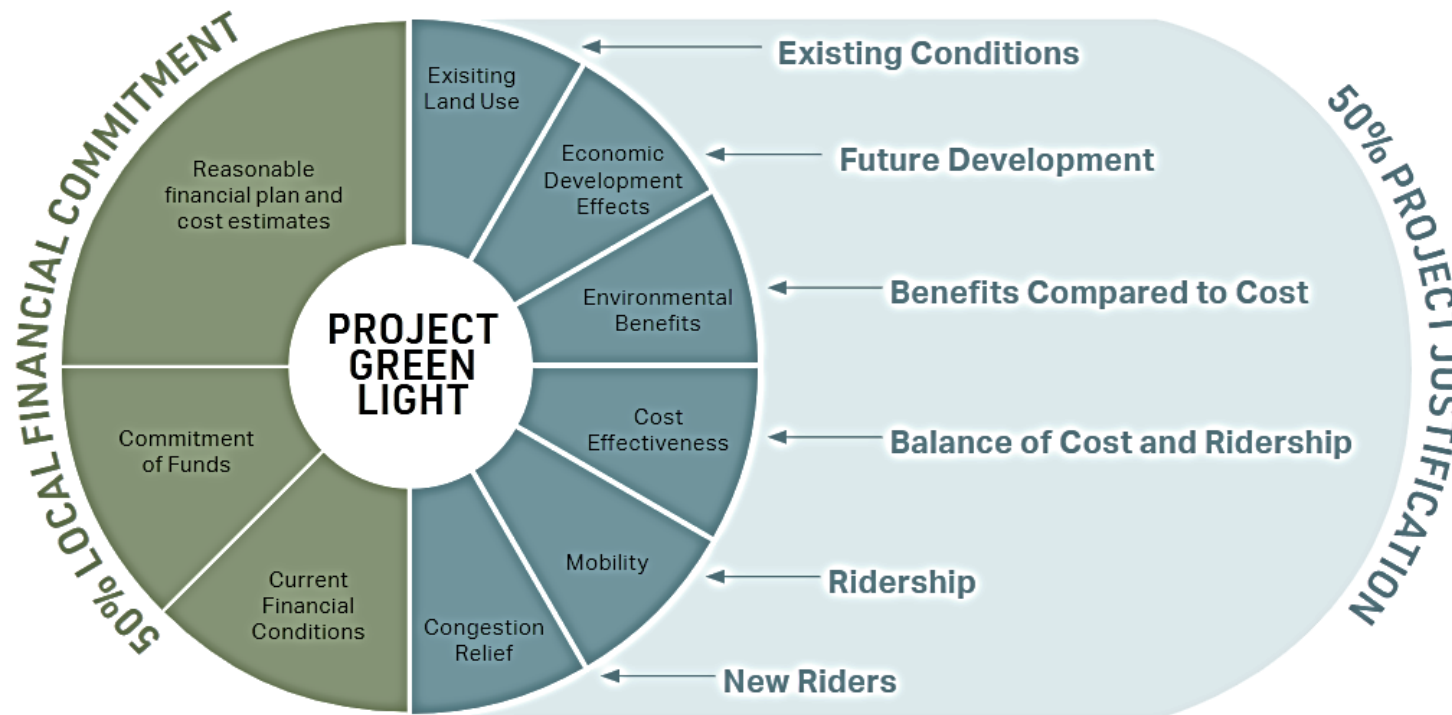 50% LOCAL FINANCIAL COMMITMENT
Reasonable
financial plan and
cost estimates
Commitment
of Funds
Current
Financial
Conditions
PROJECT
GREEN
LIGHT
Exisiting
Land Use
Economic
Development
Effects
Environmental
Benefits
Cost
Effectiveness
Mobility
Congestion
Relief
Existing Conditions
Future Development
Benefits Compared to Cost
Balance of Cost and Ridership
Ridership
New Riders
50% PROJECT JUSTIFICATION